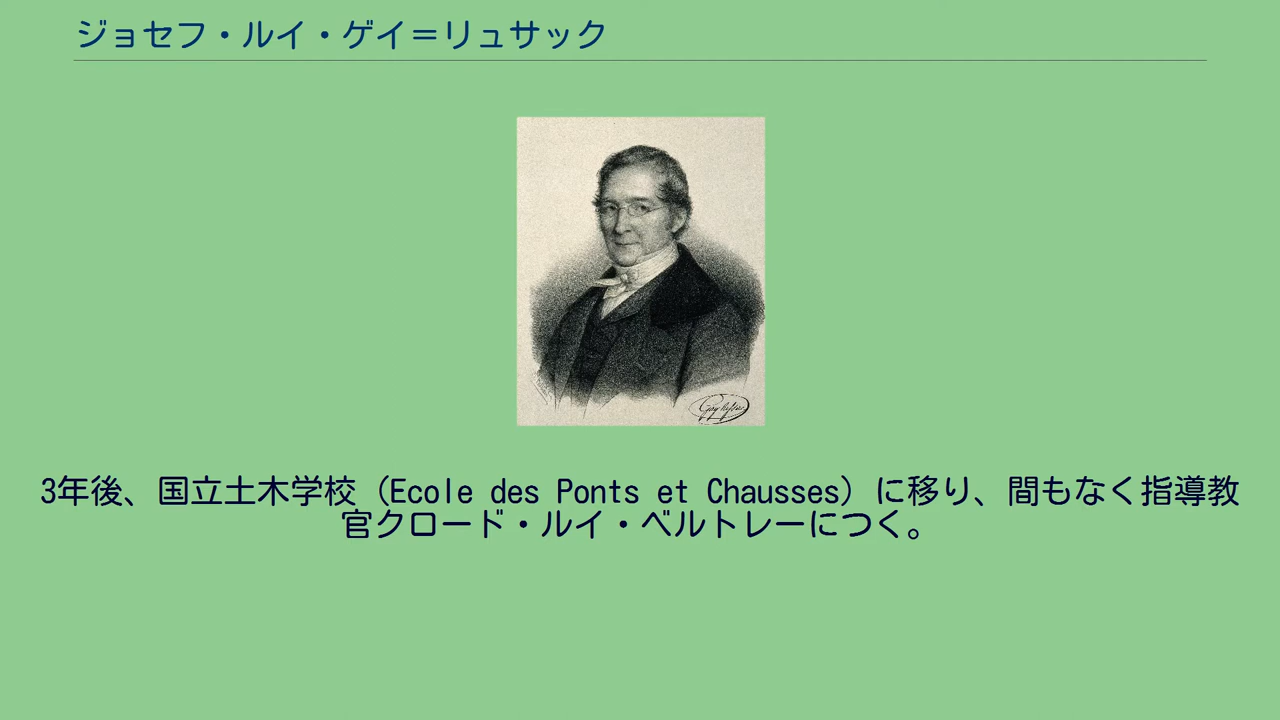 ジョセフ・ルイ・ゲイ＝リュサック
3年後、国立土木学校（Ecole des Ponts et Chausses）に移り、間もなく指導教
官クロード・ルイ・ベルトレーにつく。